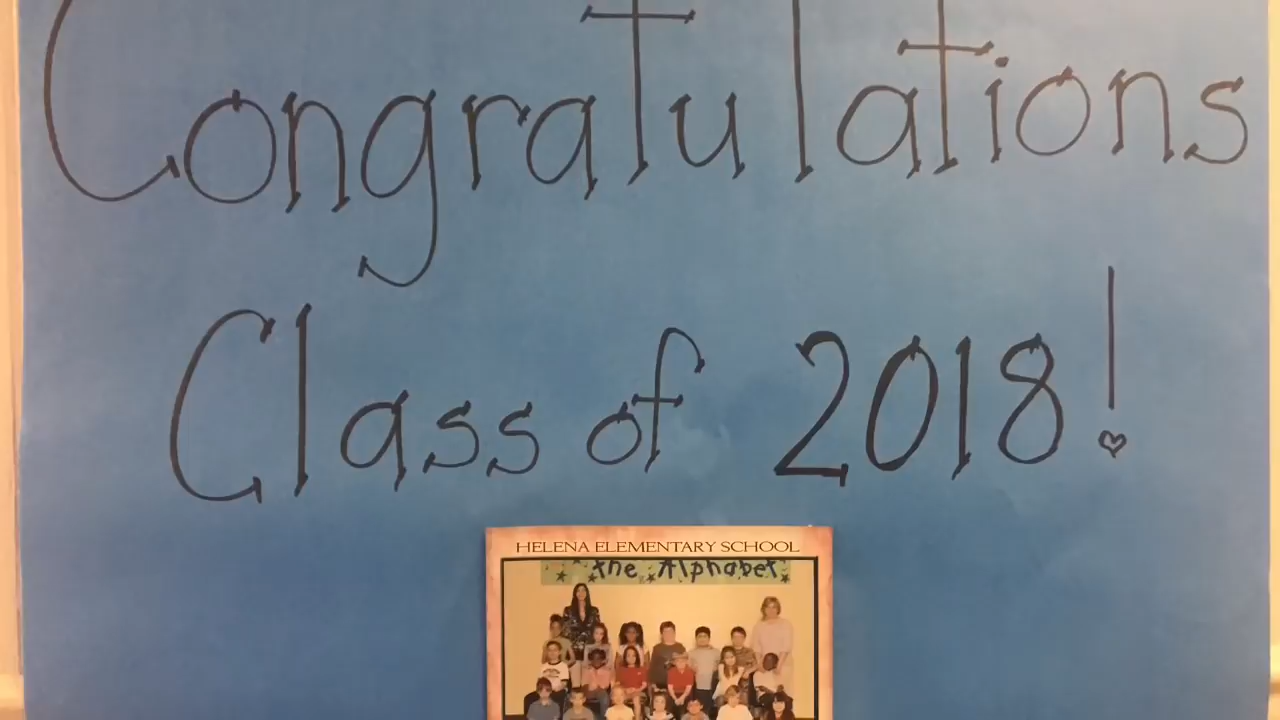 Congratulations
Class of 2018!
HELENA ELEMENTARY SCHOOL
the Alphabet